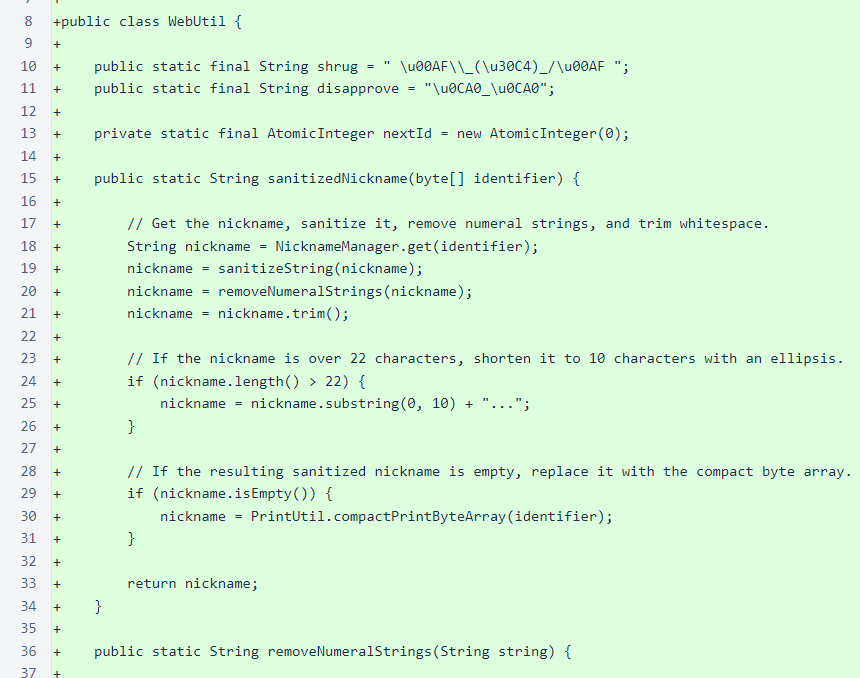 8 +public class WebUtil {
9 +
10 +    public static final String shrug = " \u00AF\\_(\u30C4)_/\u00AF ";
11 +    public static final String disapprove = "\u0CA0_\u0CA0";
12 +
13 +    private static final AtomicInteger nextId = new AtomicInteger(0);
14 +
15 +    public static String sanitizedNickname(byte[] identifier) {
16 +
17 +        // Get the nickname, sanitize it, remove numeral strings, and trim whitespace.
18 +        String nickname = NicknameManager.get(identifier);
19 +        nickname = sanitizeString(nickname);
20 +        nickname = removeNumeralStrings(nickname);
21 +        nickname = nickname.trim();
22 +
23 +        // If the nickname is over 22 characters, shorten it to 10 characters with an ellipsis.
24 +        if (nickname.length() > 22) {
25 +            nickname = nickname.substring(0, 10) + "...";
26 +        }
27 +
28 +        // If the resulting sanitized nickname is empty, replace it with the compact byte array.
29 +        if (nickname.isEmpty()) {
30 +            nickname = PrintUtil.compactPrintByteArray(identifier);
31 +        }
32 +
33 +        return nickname;
34 +    }
35 +
36 +    public static String removeNumeralStrings(String string) {
37 +